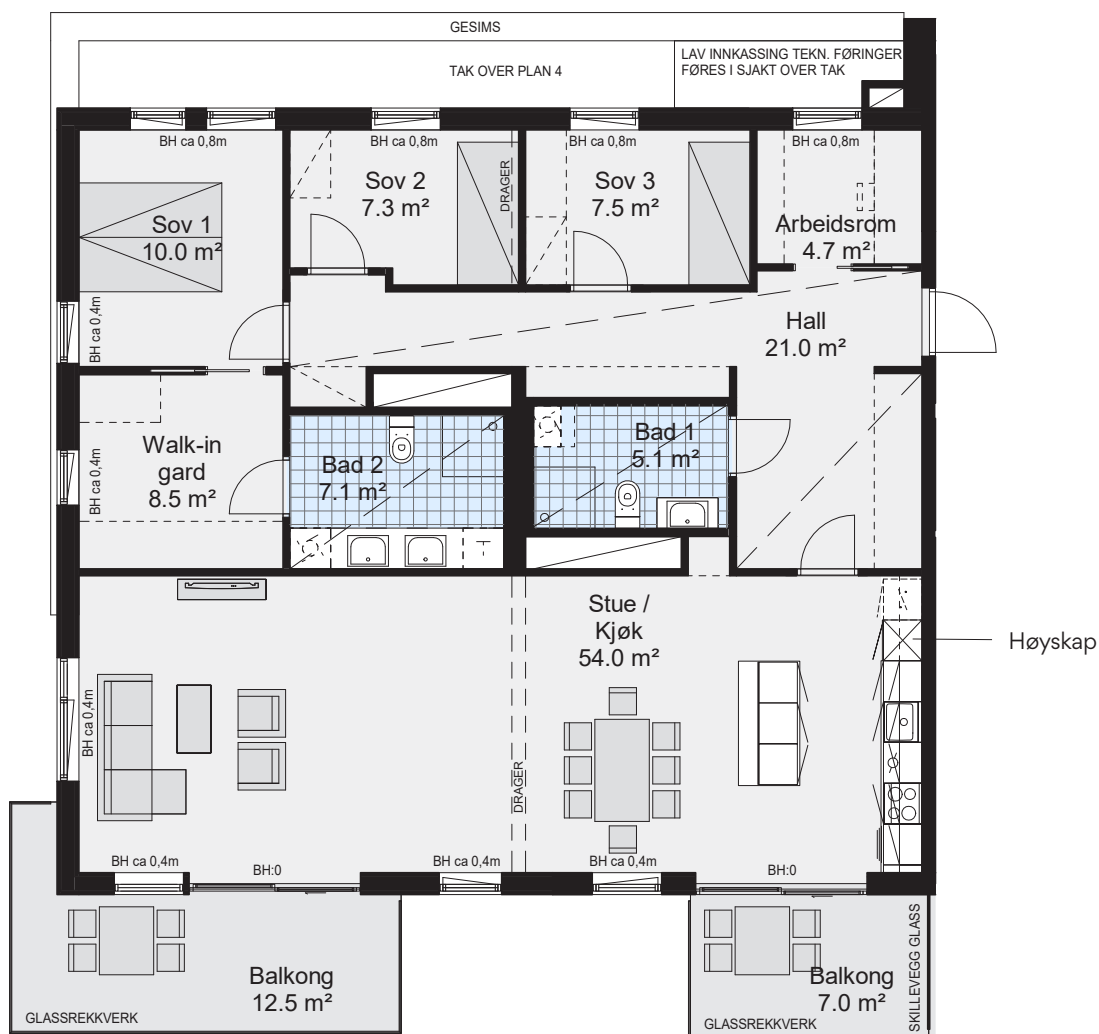 GESIMS
TAK OVER PLAN 4
LAV INNKASSING TEKN. FØRINGER
FØRES I SJAKT OVER TAK
BH ca 0,8m
BH ca 0,8m
BH ca 0,8m
BH ca 0,8m
Sov 1
10.0 m²
Sov 2
7.3 m²
DRAGER
Sov 3
7.5 m²
Arbeidsrom
4.7 m²
BH ca 0,4m
Hall
21.0 m²
Walk-in
gard
8.5 m²
BH ca 0,4m
Bad 2
7.1 m²
Bad 1
5.1 m²
Stue /
Kjøk
54.0 m²
Høyskap
BH ca 0,4m
DRAGER
BH ca 0,4m
BH:0
BH ca 0,4m
BH ca 0,4m
BH:0
Balkong
12.5 m²
GLASSREKKVERK
Balkong
7.0 m²
GLASSREKKVERK
SKILLEVEGG GLASS